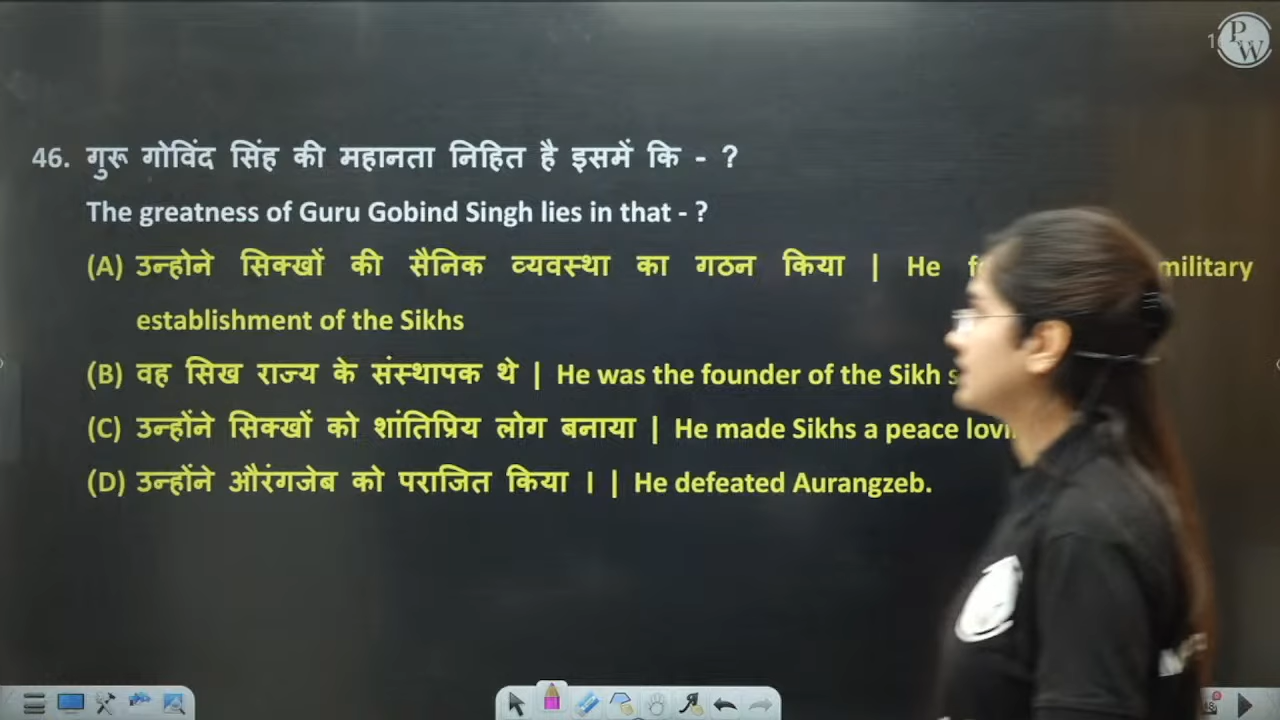 PW
46. गुरू गोविंद सिंह की महानता निहित है इसमें कि - ?
The greatness of Guru Gobind Singh lies in that - ?
(A) उन्होने सिक्खों की सैनिक व्यवस्था का गठन किया | He military
establishment of the Sikhs
(B) वह सिख राज्य के संस्थापक थे | He was the founder of the Sikh
(C) उन्होंने सिक्खों को शांतिप्रिय लोग बनाया | He made Sikhs a peace
(D) उन्होंने औरंगजेब को पराजित किया । | He defeated Aurangzeb.